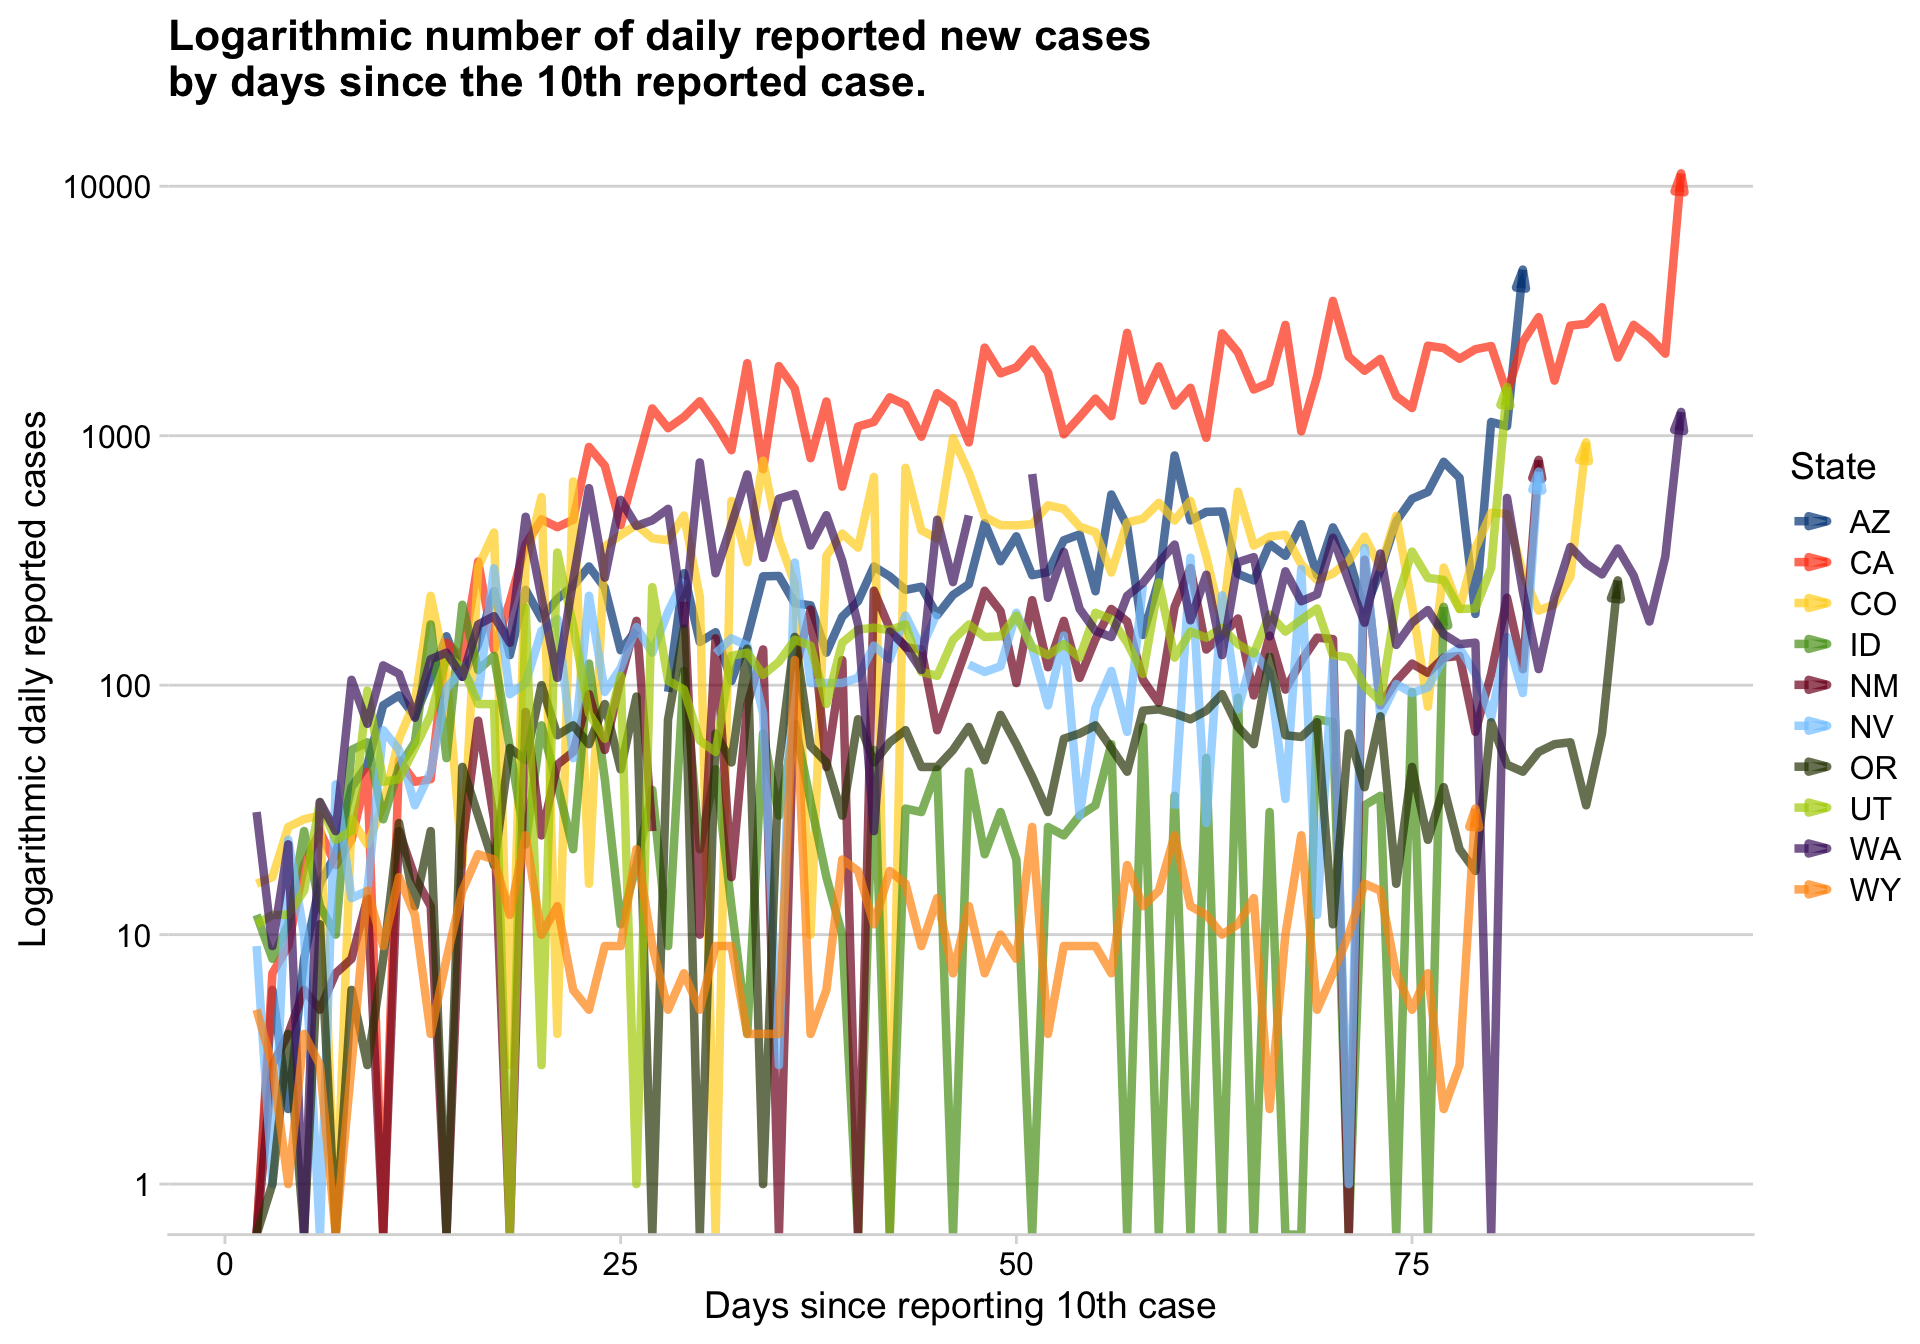 Logarithmic number of daily reported new cases
by days since the 10th reported case.
10000
1000
100
10
1
Logarithmic daily reported cases
0
25
50
75
Days since reporting 10th case
State
AZ
CA
CO
ID
NM
NV
OR
UT
WA
WY